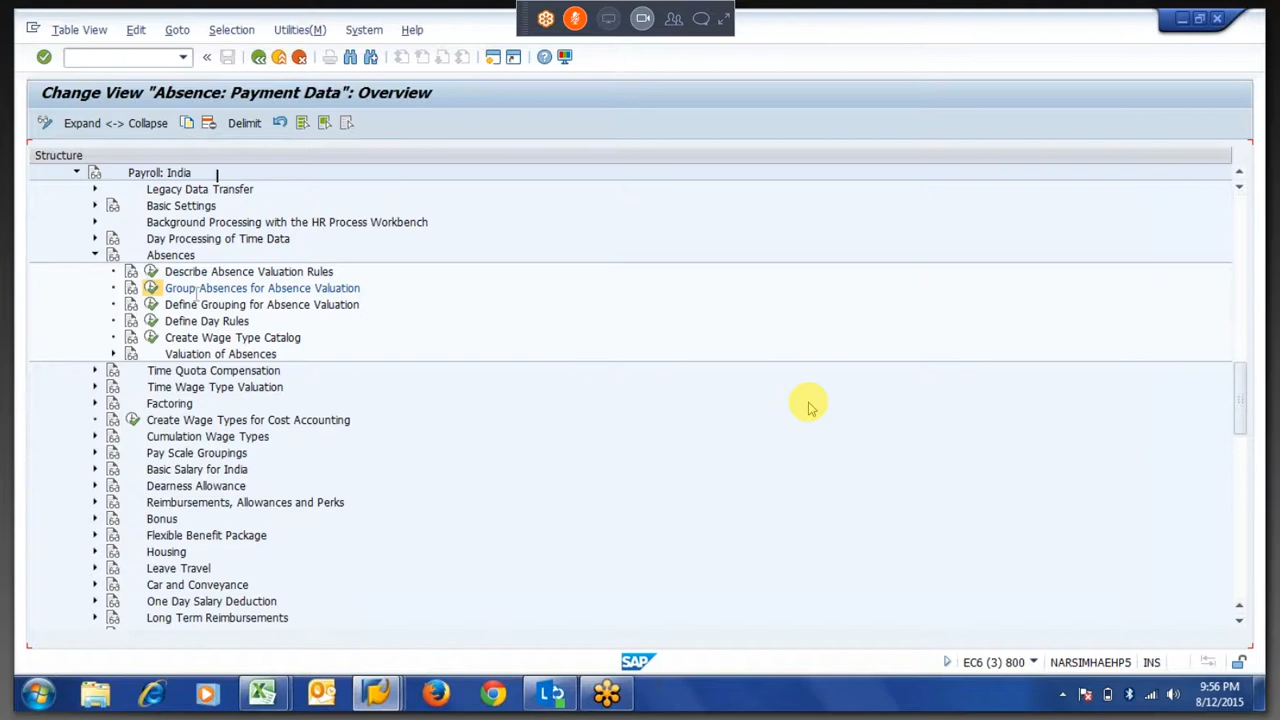 Table View Edit Goto Selection Utilities(M) System Help
Change View "Absence: Payment Data": Overview
Expand <-> Collapse Delimit
Structure
Payroll: India
Legacy Data Transfer
Basic Settings
Background Processing with the HR Process Workbench
Day Processing of Time Data
Absences
Describe Absence Valuation Rules
Group Absences for Absence Valuation
Define Grouping for Absence Valuation
Define Day Rules
Create Wage Type Catalog
Valuation of Absences
Time Quota Compensation
Time Wage Type Valuation
Factoring
Create Wage Types for Cost Accounting
Cumulation Wage Types
Pay Scale Groupings
Basic Salary for India
Dearness Allowance
Reimbursements, Allowances and Perks
Bonus
Flexible Benefit Package
Housing
Leave Travel
Car and Conveyance
One Day Salary Deduction
Long Term Reimbursements
SAP EC6 (3) 800 NARSIMHAEHP5 INS
9:56 PM
8/12/2015